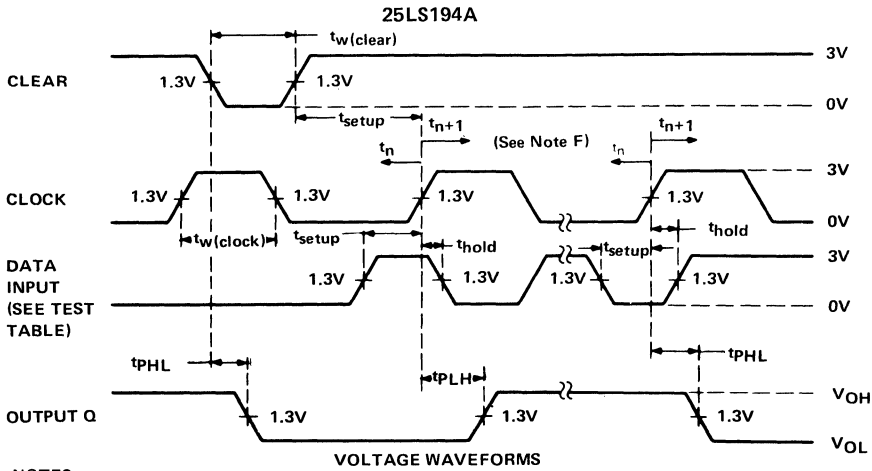 25LS194A
tw(clear)
CLEAR
1.3V
1.3V
3V
0V
tsetup
tn+1
(See Note F)
tn+1
tn
tn
CLOCK
1.3V
1.3V
1.3V
1.3V
3V
0V
tw(clock)
tsetup
thold
tsetup
thold
DATA
INPUT
(SEE TEST
TABLE)
1.3V
1.3V
1.3V
1.3V
3V
0V
tPHL
tPLH
tPHL
OUTPUT Q
1.3V
1.3V
1.3V
VOH
VOL
VOLTAGE WAVEFORMS